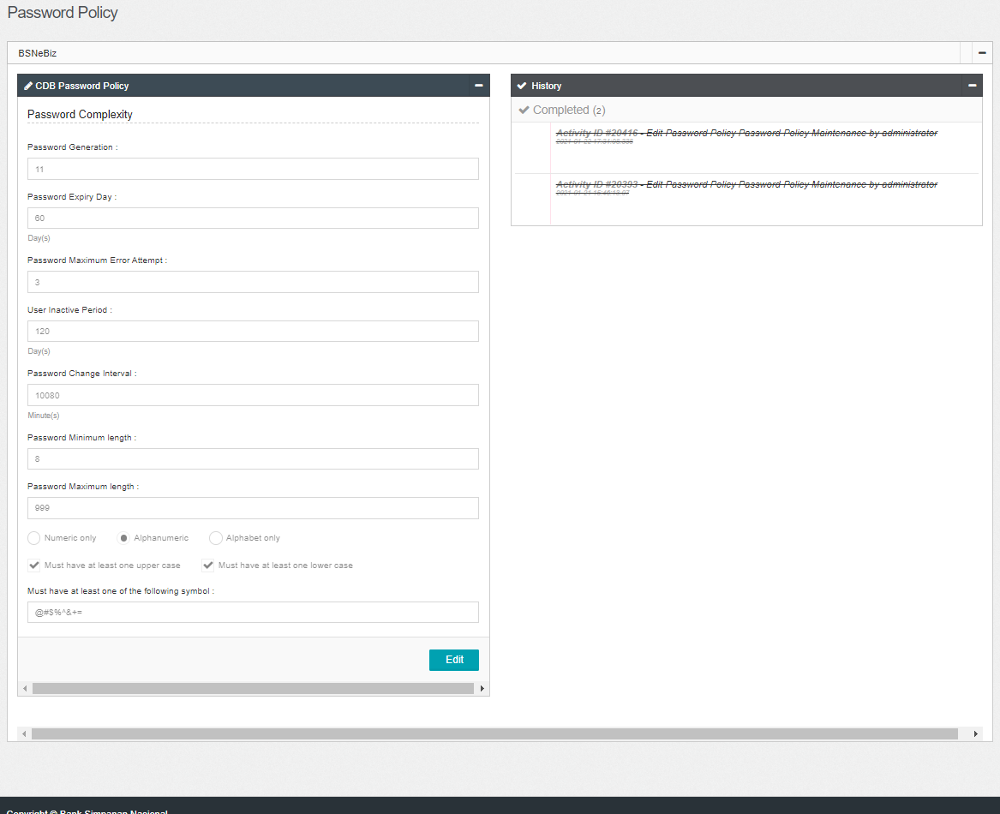 Password Policy
BSNeBiz
CDB Password Policy
Password Complexity
Password Generation :
11
Password Expiry Day :
60
Day(s)
Password Maximum Error Attempt :
3
User Inactive Period :
120
Day(s)
Password Change Interval :
10080
Minute(s)
Password Minimum length :
8
Password Maximum length :
999
Numeric only Alphanumeric Alphabet only
Must have at least one upper case Must have at least one lower case
Must have at least one of the following symbol :
@#$%^&+=
Edit
History
Completed (2)
Activity ID #20416 - Edit Password Policy Password Policy Maintenance by administrator
Activity ID #20393 - Edit Password Policy Password Policy Maintenance by administrator
Copyright © Bank Simpanan Nasional